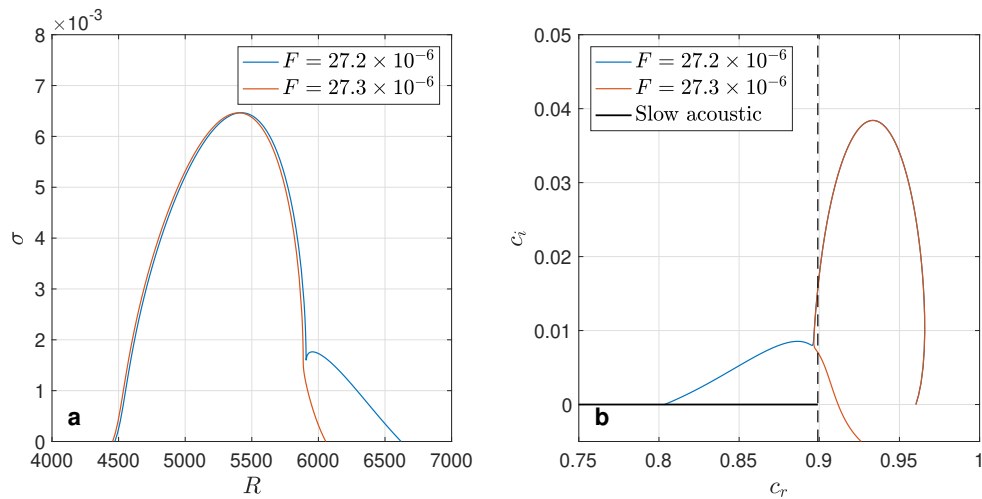 ×10⁻³
8
7
6
5
4
3
2
1
0
σ
4000 4500 5000 5500 6000 6500 7000
R
F = 27.2 × 10⁻⁶
F = 27.3 × 10⁻⁶
a
0.05
0.04
0.03
0.02
0.01
0
c_i
0.75 0.8 0.85 0.9 0.95 1
c_r
F = 27.2 × 10⁻⁶
F = 27.3 × 10⁻⁶
Slow acoustic
b